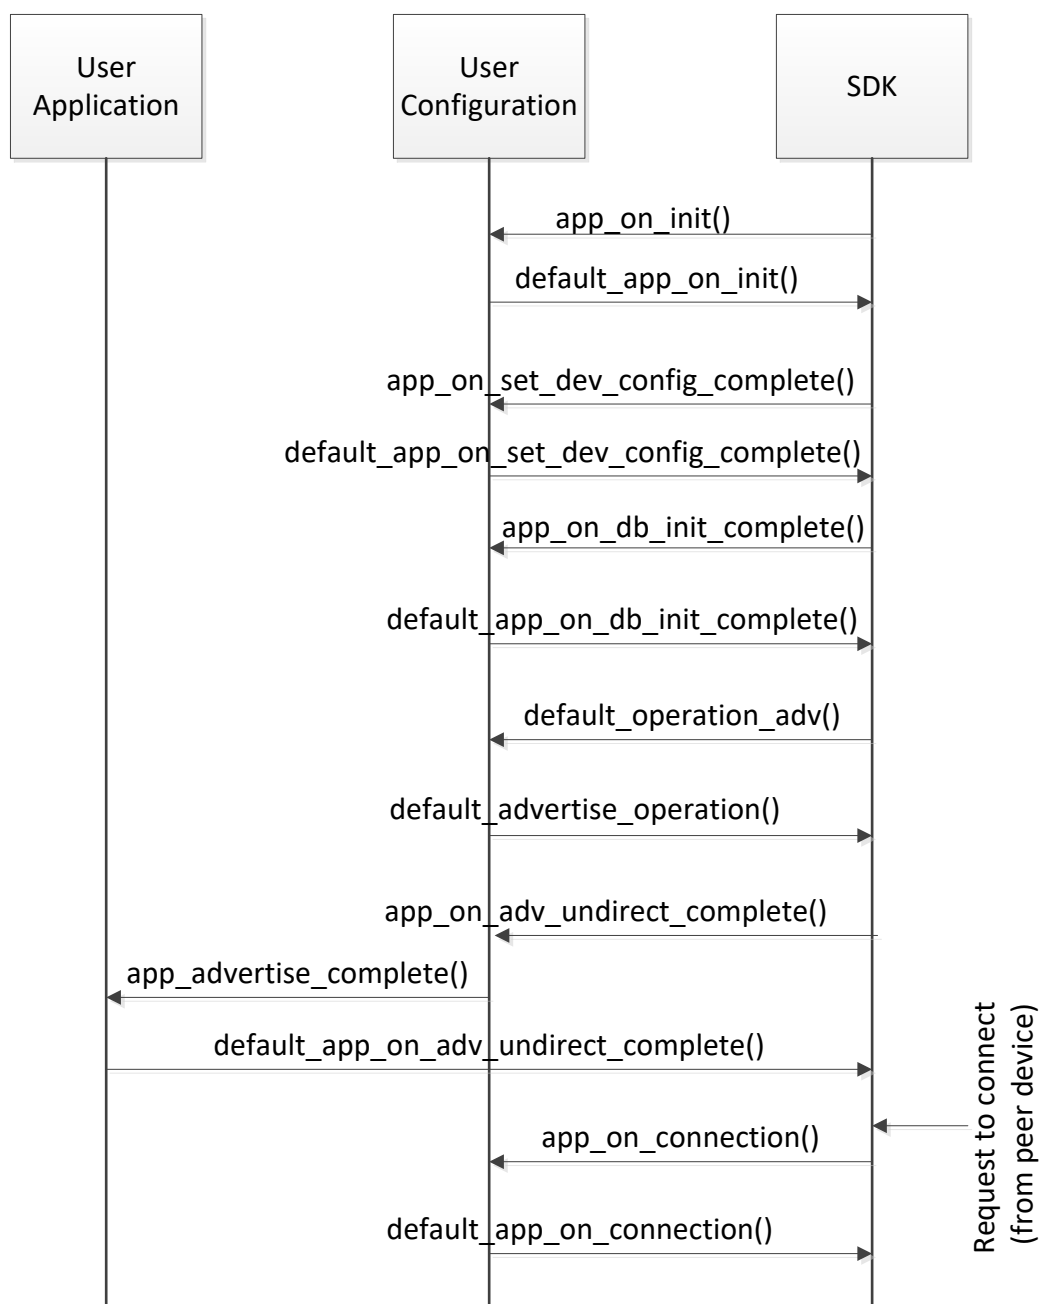 User
Application
User
Configuration
SDK
app_on_init()
default_app_on_init()
app_on_set_dev_config_complete()
default_app_on_set_dev_config_complete()
app_on_db_init_complete()
default_app_on_db_init_complete()
default_operation_adv()
default_advertise_operation()
app_on_adv_undirect_complete()
app_advertise_complete()
default_app_on_adv_undirect_complete()
Request to connect
(from peer device)
app_on_connection()
default_app_on_connection()